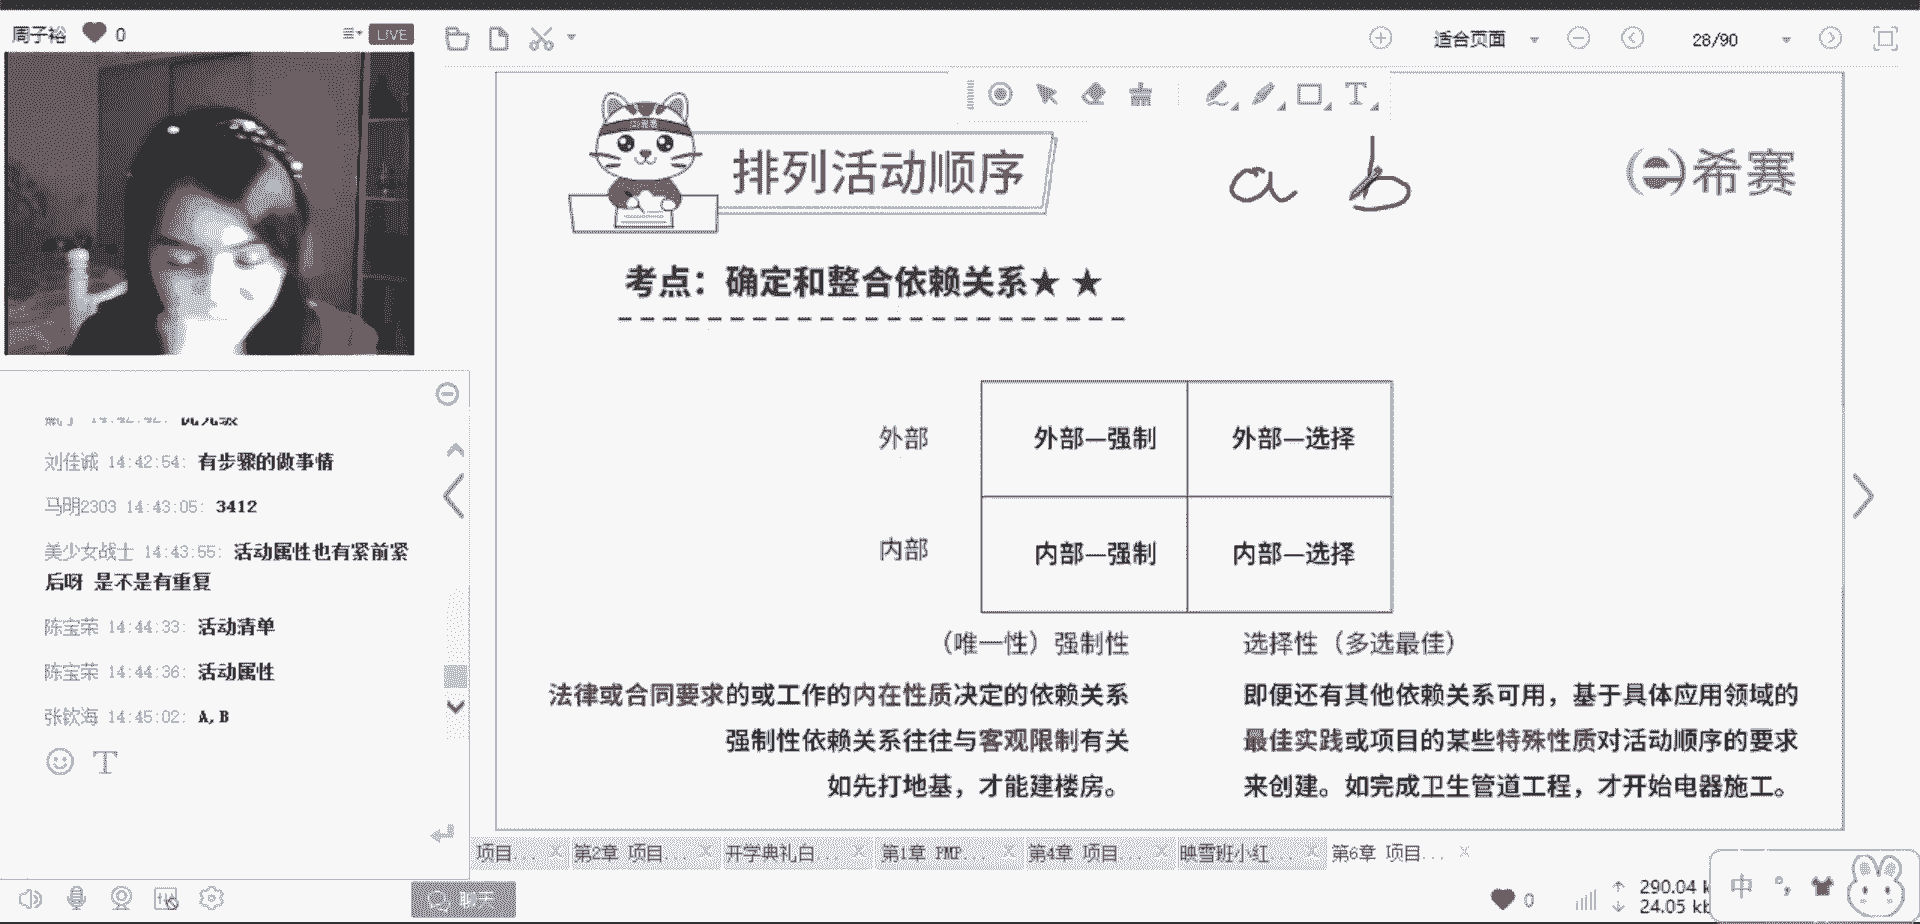 周子裕 0 LIVE
适合页面 28/90
排列活动顺序
a b
希赛
考点：确定和整合依赖关系★ ★
外部 外部—强制 外部—选择
内部 内部—强制 内部—选择
（唯一性）强制性
选择性（多选最佳）
法律或合同要求的或工作的内在性质决定的依赖关系
强制性依赖关系往往与客观限制有关
如先打地基，才能建楼房。
即便还有其他依赖关系可用，基于具体应用领域的
最佳实践或项目的某些特殊性质对活动顺序的要求
来创建。如完成卫生管道工程，才开始电器施工。
刘佳诚 14:42:54: 有步骤的做事情
马明2303 14:43:05: 3412
美少女战士 14:43:55: 活动属性也有紧前紧
后呀 是不是有重复
陈宝荣 14:44:33: 活动清单
陈宝荣 14:44:36: 活动属性
张钦海 14:45:02: A,B
T
项目... 第2章 项目... 开学典礼白... 第1章 PMP... 第4章 项目... 映雪班小红... 第6章 项目...
聊天
0
290.04
24.05 kb
中